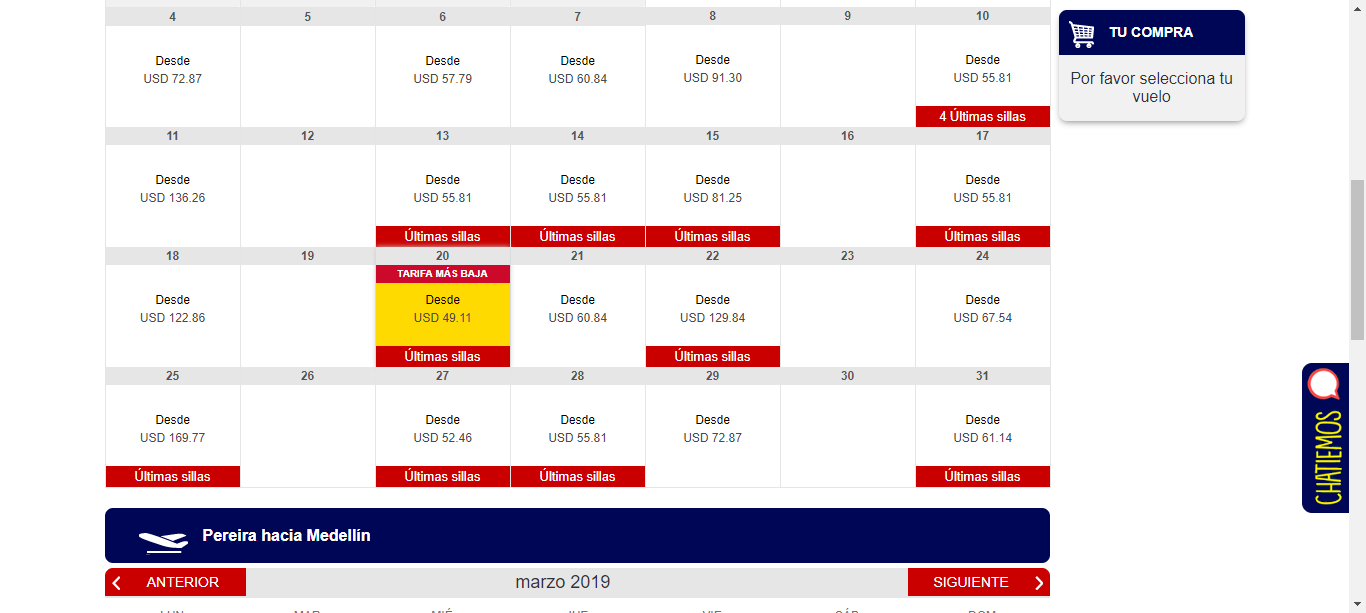 4 5 6 7 8 9 10
Desde Desde Desde Desde Desde
USD 72.87 USD 57.79 USD 60.84 USD 91.30 USD 55.81
4 Últimas sillas
11 12 13 14 15 16 17
Desde Desde Desde Desde Desde
USD 136.26 USD 55.81 USD 55.81 USD 81.25 USD 55.81
Últimas sillas Últimas sillas Últimas sillas Últimas sillas
18 19 20 21 22 23 24
TARIFA MÁS BAJA
Desde Desde Desde Desde Desde
USD 122.86 USD 49.11 USD 60.84 USD 129.84 USD 67.54
Últimas sillas Últimas sillas
25 26 27 28 29 30 31
Desde Desde Desde Desde Desde
USD 169.77 USD 52.46 USD 55.81 USD 72.87 USD 61.14
Últimas sillas Últimas sillas Últimas sillas Últimas sillas
Pereira hacia Medellín
ANTERIOR marzo 2019 SIGUIENTE
TU COMPRA
Por favor selecciona tu
vuelo
CHATIEMOS